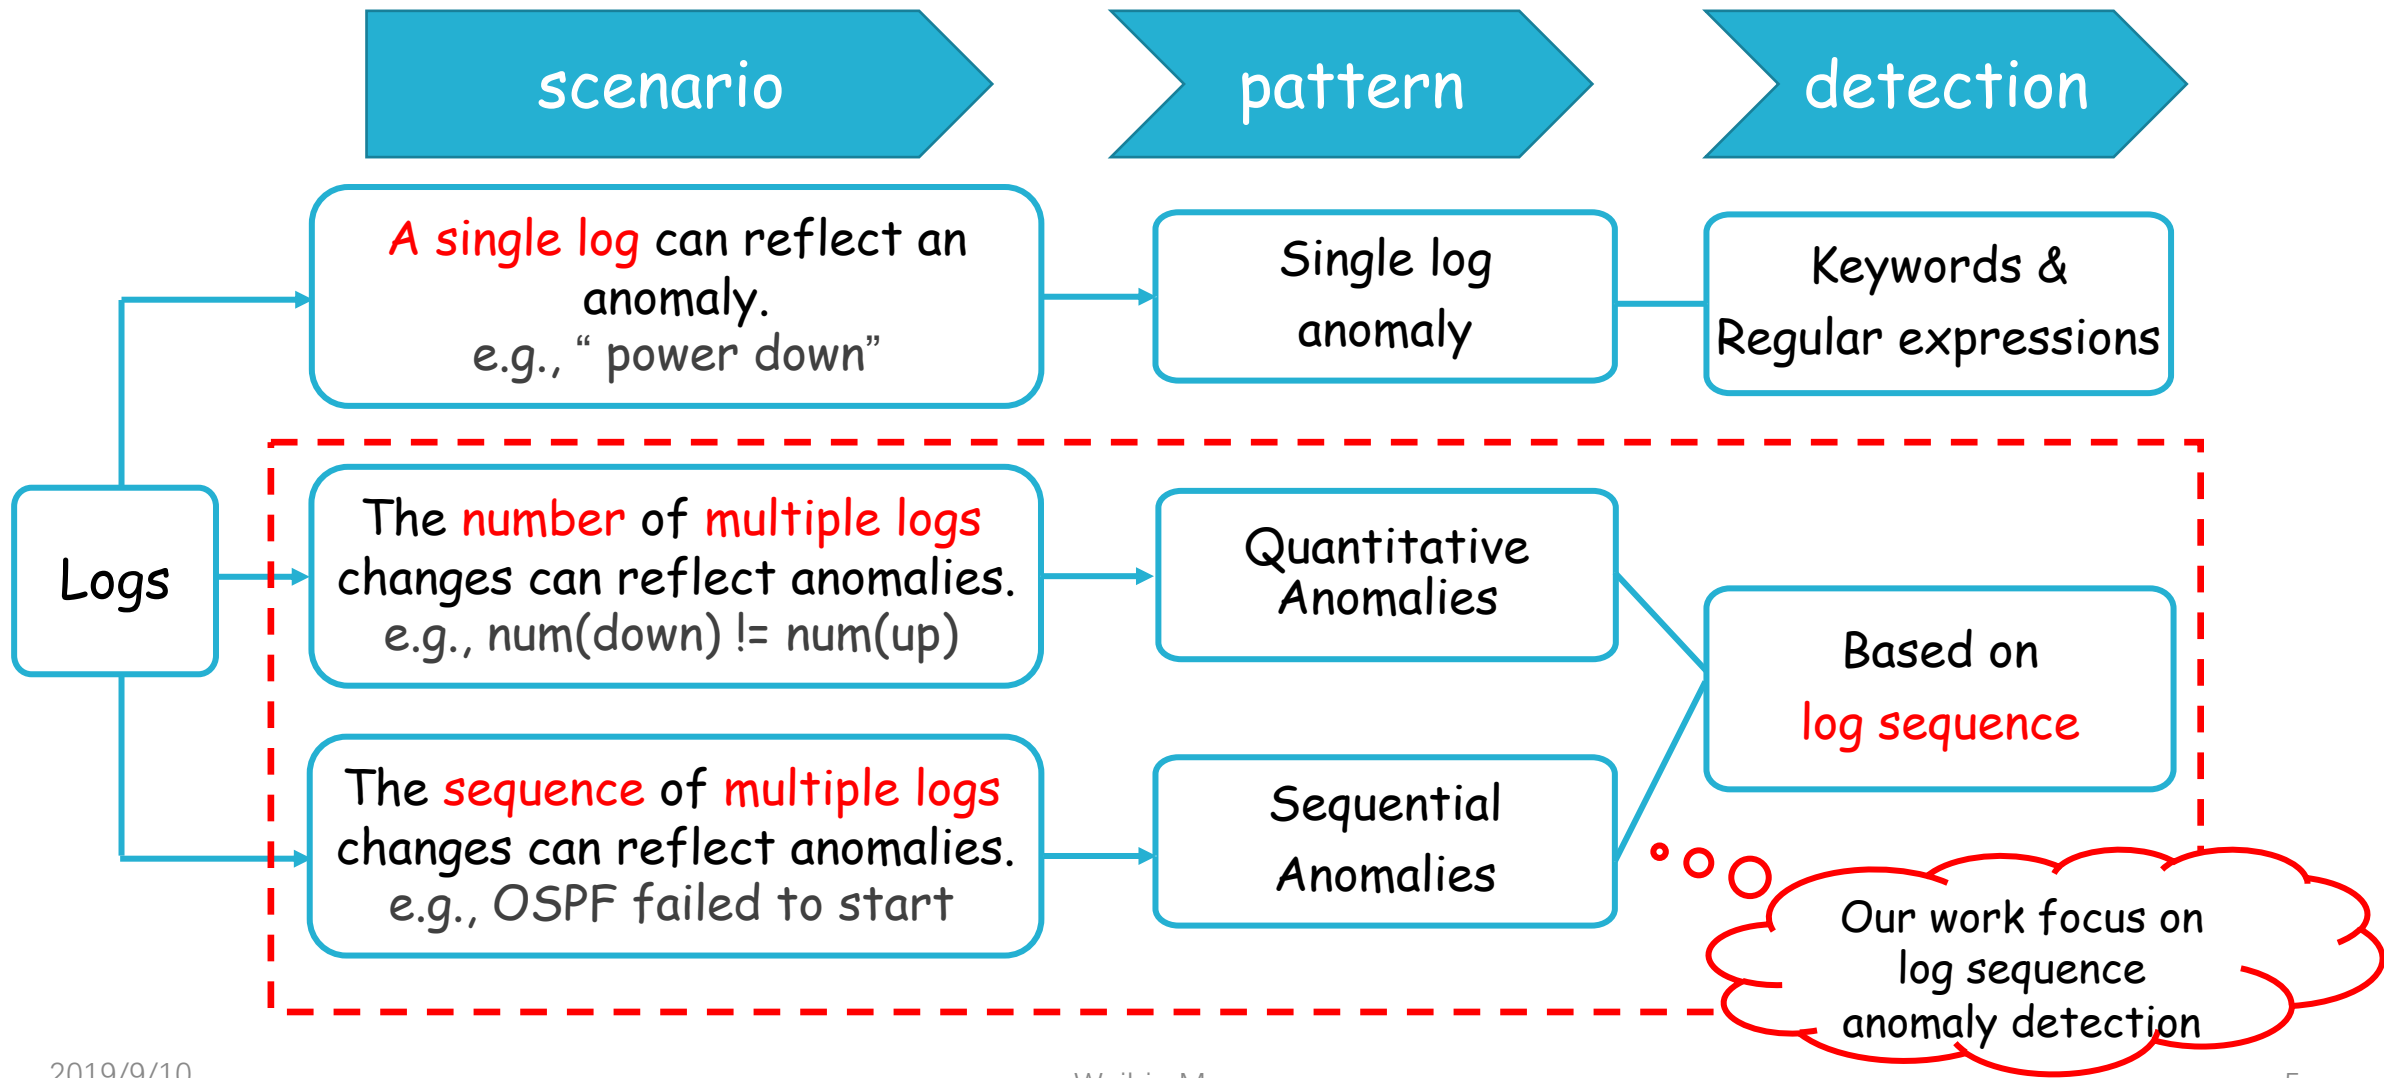 scenario
pattern
detection
A single log can reflect an
anomaly.
e.g., “ power down”
Single log
anomaly
Keywords &
Regular expressions
Logs
The number of multiple logs
changes can reflect anomalies.
e.g., num(down) != num(up)
Quantitative
Anomalies
Based on
log sequence
The sequence of multiple logs
changes can reflect anomalies.
e.g., OSPF failed to start
Sequential
Anomalies
Our work focus on
log sequence
anomaly detection
2019/9/10